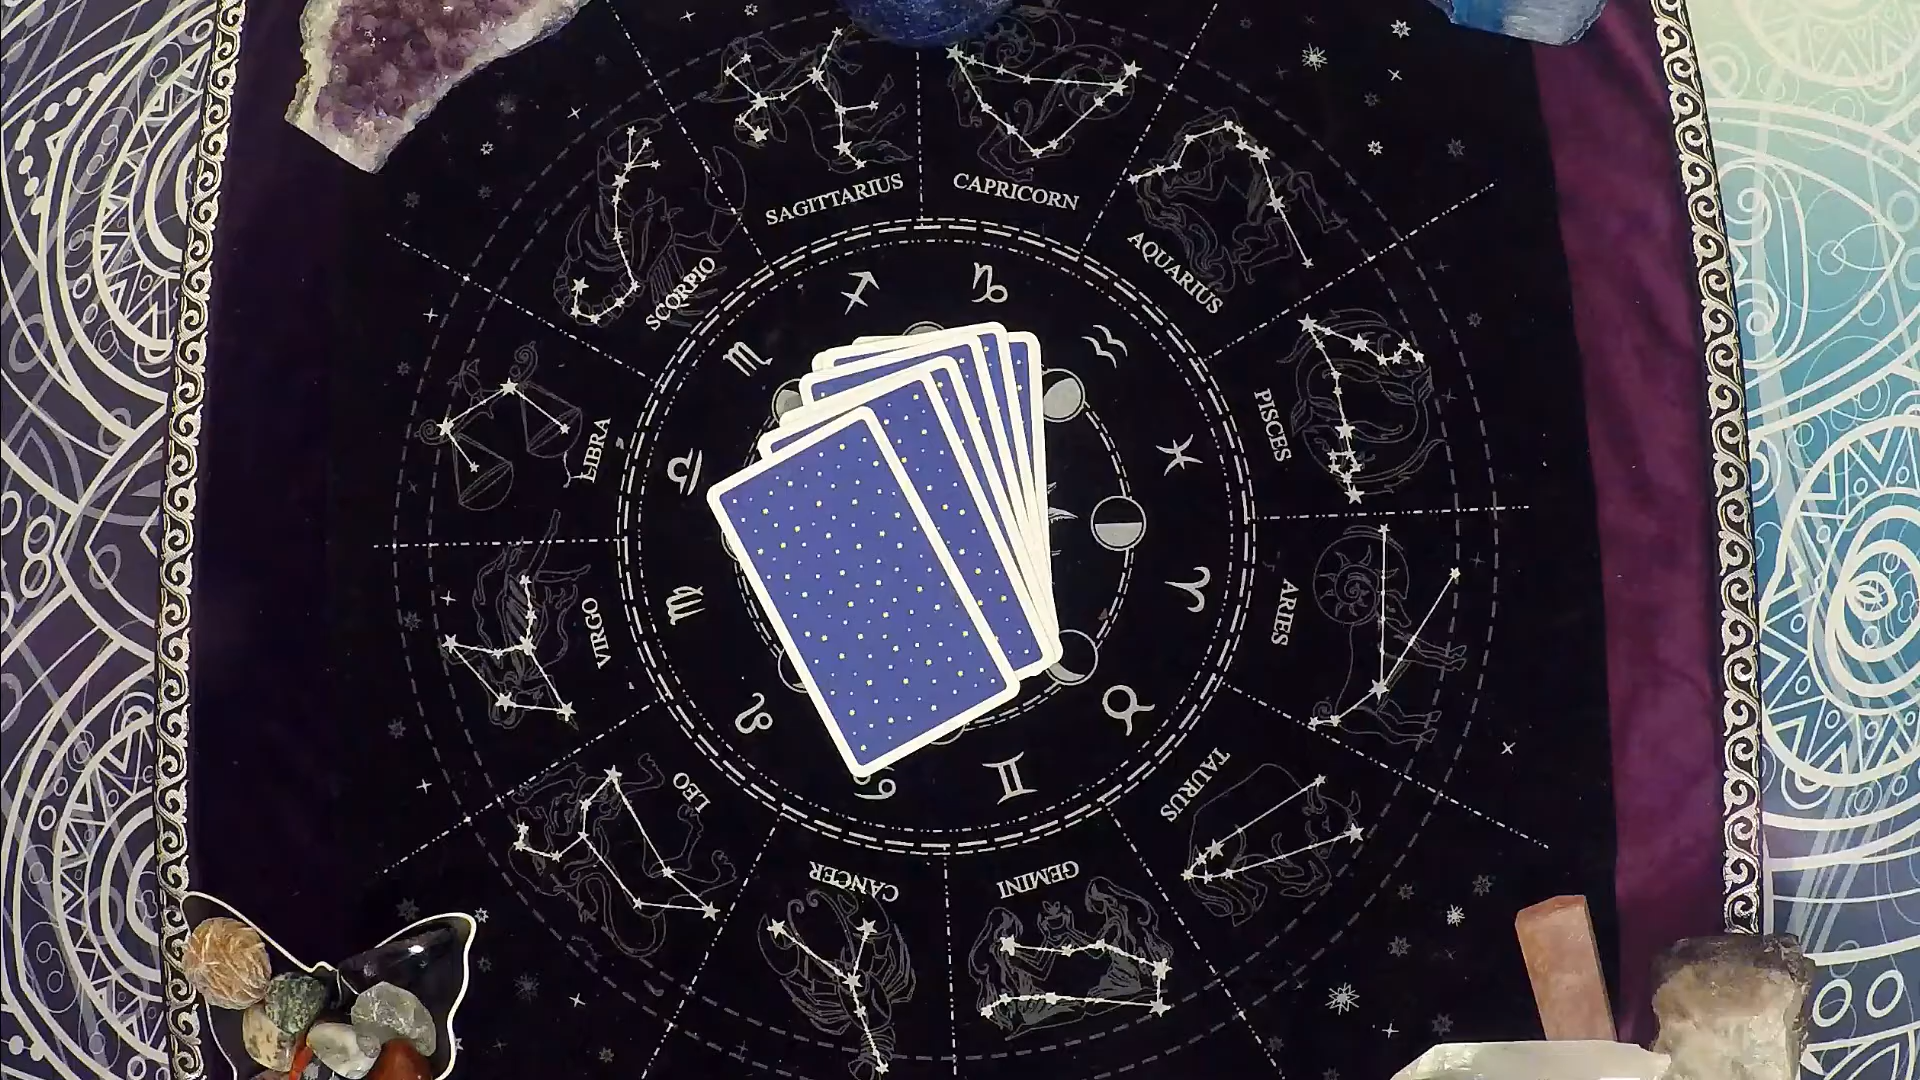 SAGITTARIUS
CAPRICORN
AQUARIUS
PISCES
ARIES
TAURUS
GEMINI
CANCER
LEO
VIRGO
LIBRA
SCORPIO